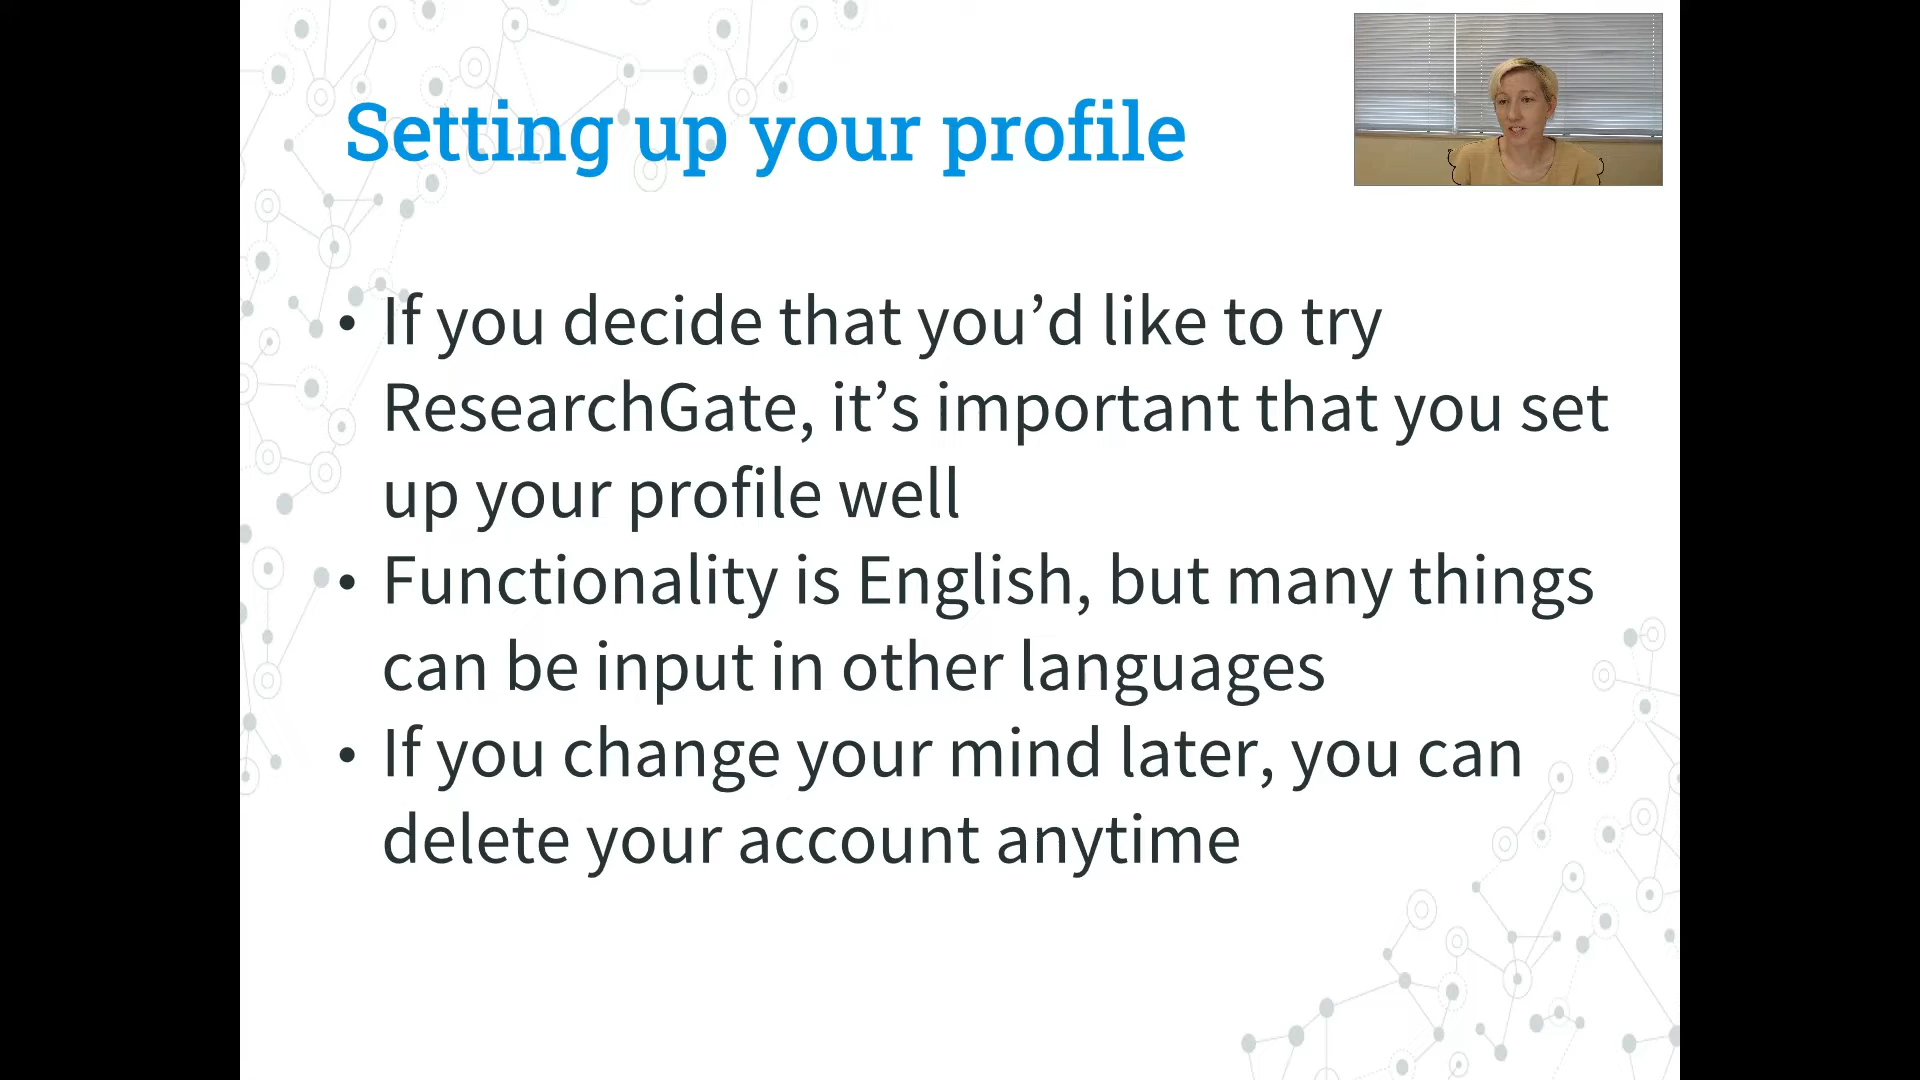 Setting up your profile
• If you decide that you’d like to try
ResearchGate, it’s important that you set
up your profile well
• Functionality is English, but many things
can be input in other languages
• If you change your mind later, you can
delete your account anytime